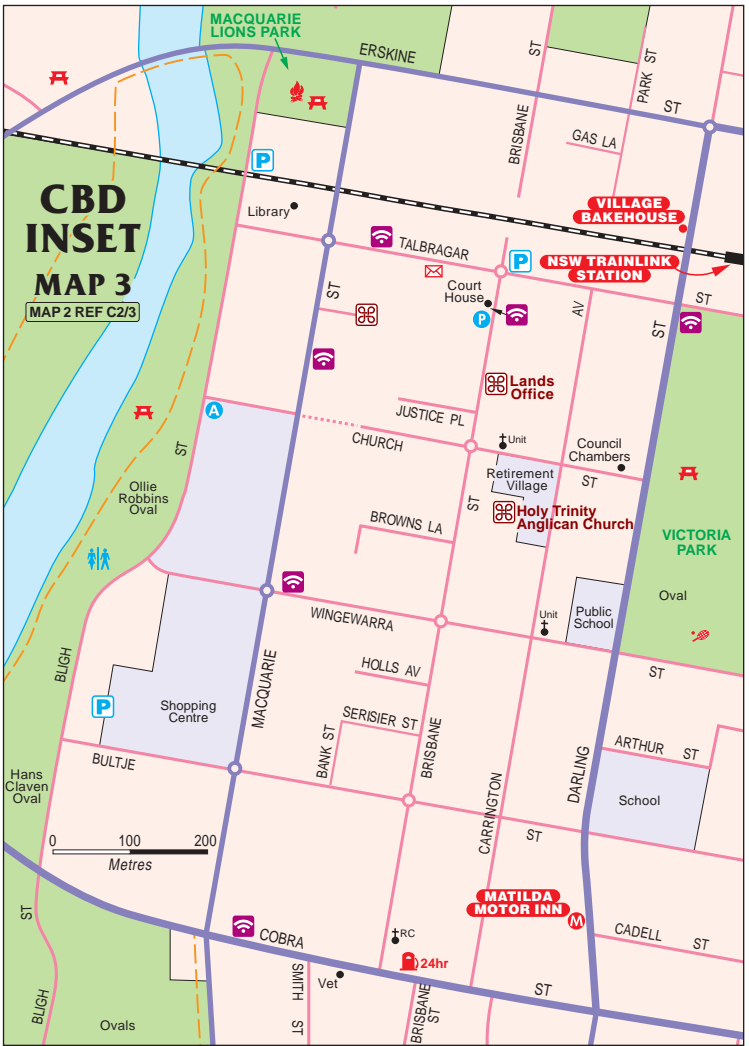 MACQUARIE
LIONS PARK
ERSKINE
ST
ST
PARK ST
BRISBANE
GAS LA
P
CBD
INSET
MAP 3
MAP 2 REF C2/3
Library
VILLAGE
BAKEHOUSE
TALBRAGAR
P
NSW TRAINLINK
STATION
ST
Court
House
P
AV
ST
ST
Lands
Office
A
JUSTICE PL
CHURCH
Unit
Council
Chambers
ST
ST
Retirement
Village
ST
Ollie
Robbins
Oval
BROWNS LA
Holy Trinity
Anglican Church
VICTORIA
PARK
Oval
WINGEWARRA
Unit
Public
School
BLIGH
MACQUARIE
HOLLS AV
ST
P
Shopping
Centre
SERISIER ST
BANK ST
BRISBANE
ARTHUR ST
BULTJE
DARLING
Hans
Claven
Oval
CARRINGTON
School
ST
0 100 200
Metres
MATILDA
MOTOR INN
M
ST
COBRA
RC
CADELL ST
24hr
Vet
SMITH ST
ST
BRISBANE ST
BLIGH
Ovals